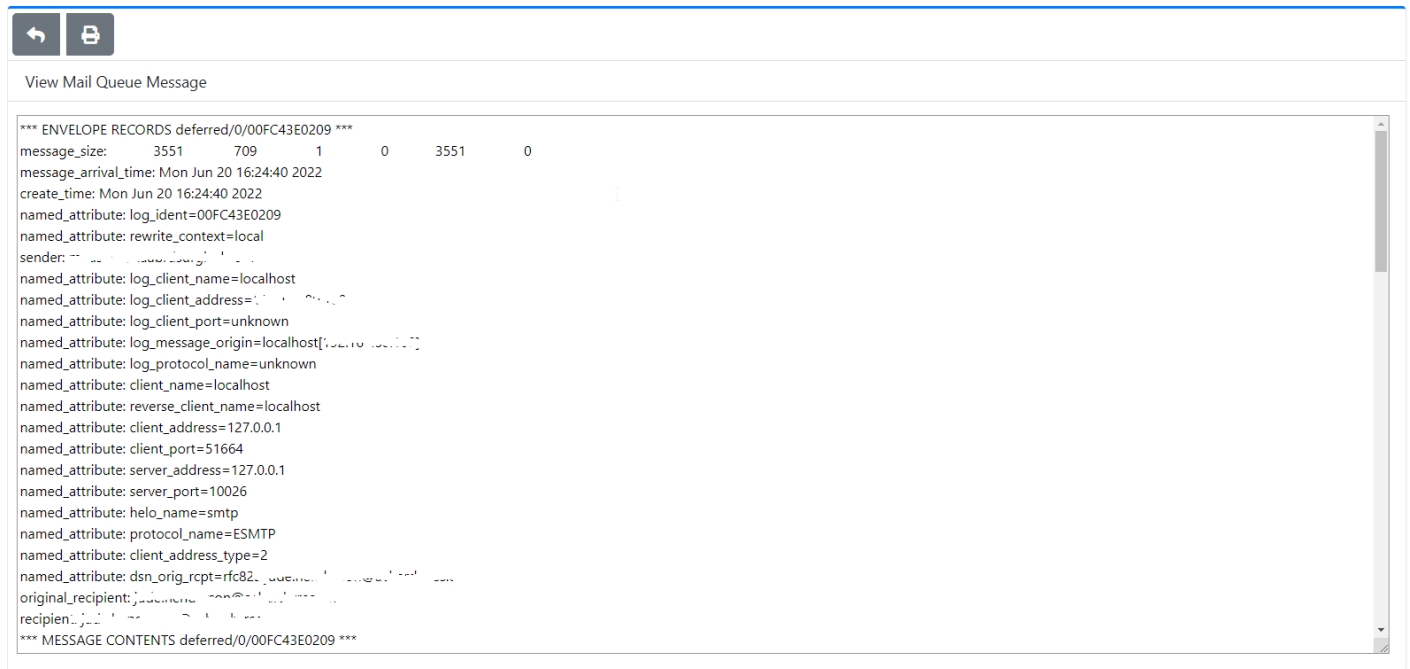 View Mail Queue Message
*** ENVELOPE RECORDS deferred/0/00FC43E0209 ***
message_size: 3551 709 1 0 3551 0
message_arrival_time: Mon Jun 20 16:24:40 2022
create_time: Mon Jun 20 16:24:40 2022
named_attribute: log_ident=00FC43E0209
named_attribute: rewrite_context=local
sender:
named_attribute: log_client_name=localhost
named_attribute: log_client_address=
named_attribute: log_client_port=unknown
named_attribute: log_message_origin=localhost[
named_attribute: log_protocol_name=unknown
named_attribute: client_name=localhost
named_attribute: reverse_client_name=localhost
named_attribute: client_address=127.0.0.1
named_attribute: client_port=51664
named_attribute: server_address=127.0.0.1
named_attribute: server_port=10026
named_attribute: helo_name=smtp
named_attribute: protocol_name=ESMTP
named_attribute: client_address_type=2
named_attribute: dsn_orig_rcpt=rfc82
original_recipient:
recipient:
*** MESSAGE CONTENTS deferred/0/00FC43E0209 ***